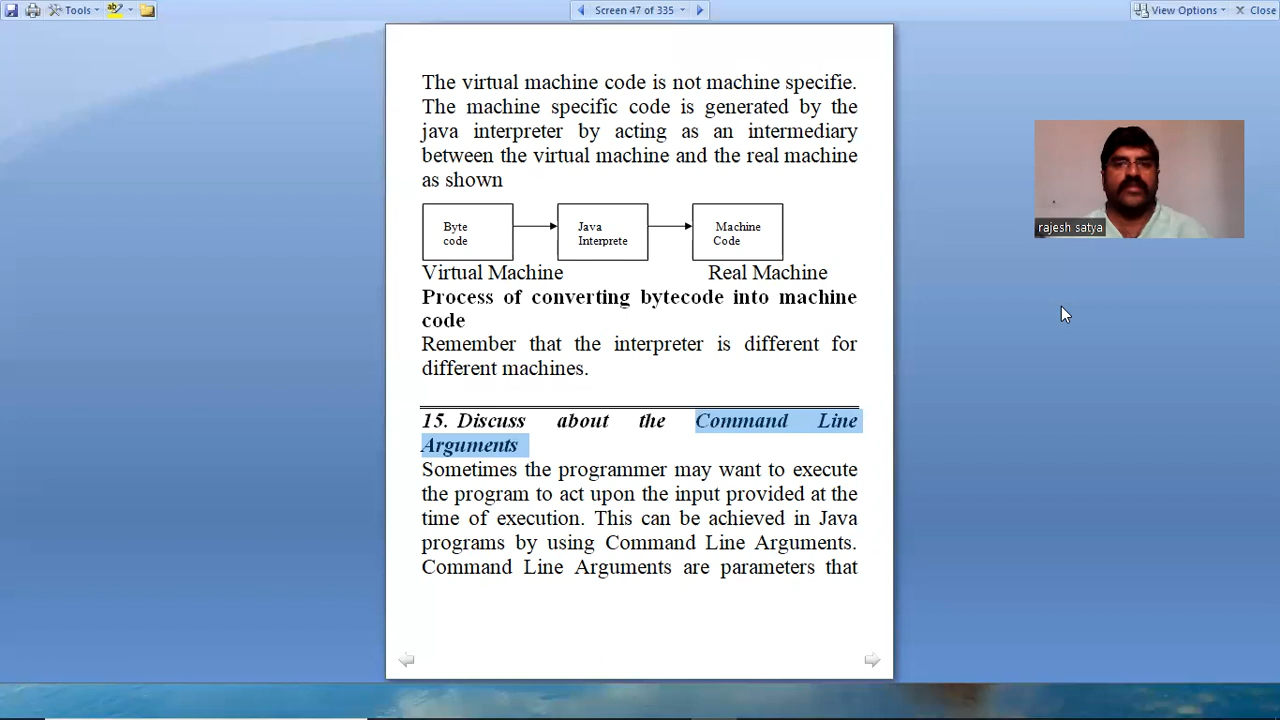 Tools
Screen 47 of 335
View Options
Close
The virtual machine code is not machine specifie.
The machine specific code is generated by the
java interpreter by acting as an intermediary
between the virtual machine and the real machine
as shown
Byte
code
Java
Interprete
Machine
Code
Virtual Machine
Real Machine
Process of converting bytecode into machine
code
Remember that the interpreter is different for
different machines.
15. Discuss about the Command Line
Arguments
Sometimes the programmer may want to execute
the program to act upon the input provided at the
time of execution. This can be achieved in Java
programs by using Command Line Arguments.
Command Line Arguments are parameters that
rajesh satya